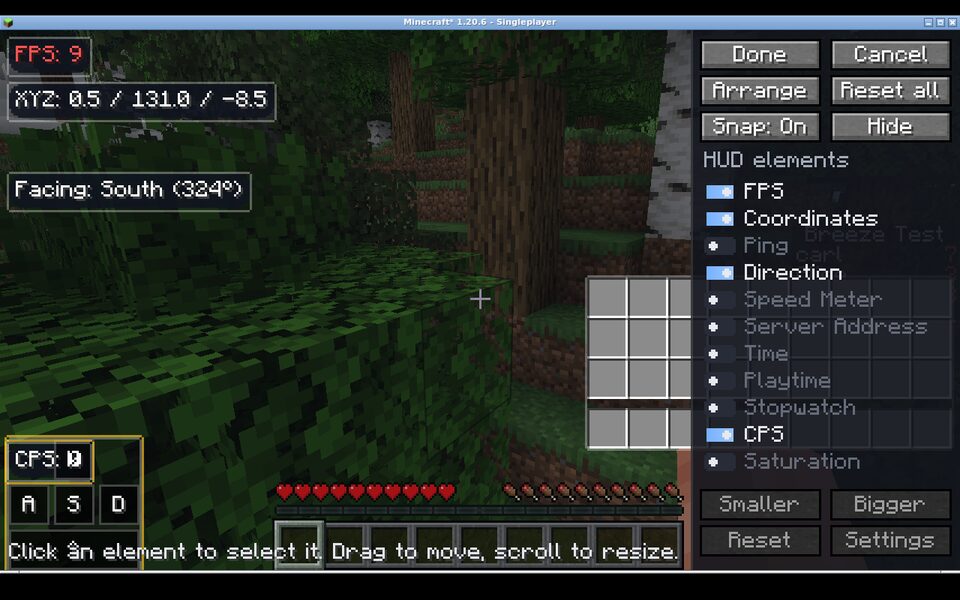 Minecraft* 1.20.6 - Singleplayer
FPS: 9
XYZ: 0.5 / 131.0 / -8.5
Facing: South (324º)
CPS: 0
A S D
Click an element to select it. Drag to move, scroll to resize.
Done Cancel
Arrange Reset all
Snap: On Hide
HUD elements
FPS
Coordinates
Ping
Direction
Speed Meter
Server Address
Time
Playtime
Stopwatch
CPS
Saturation
Smaller Bigger
Reset Settings